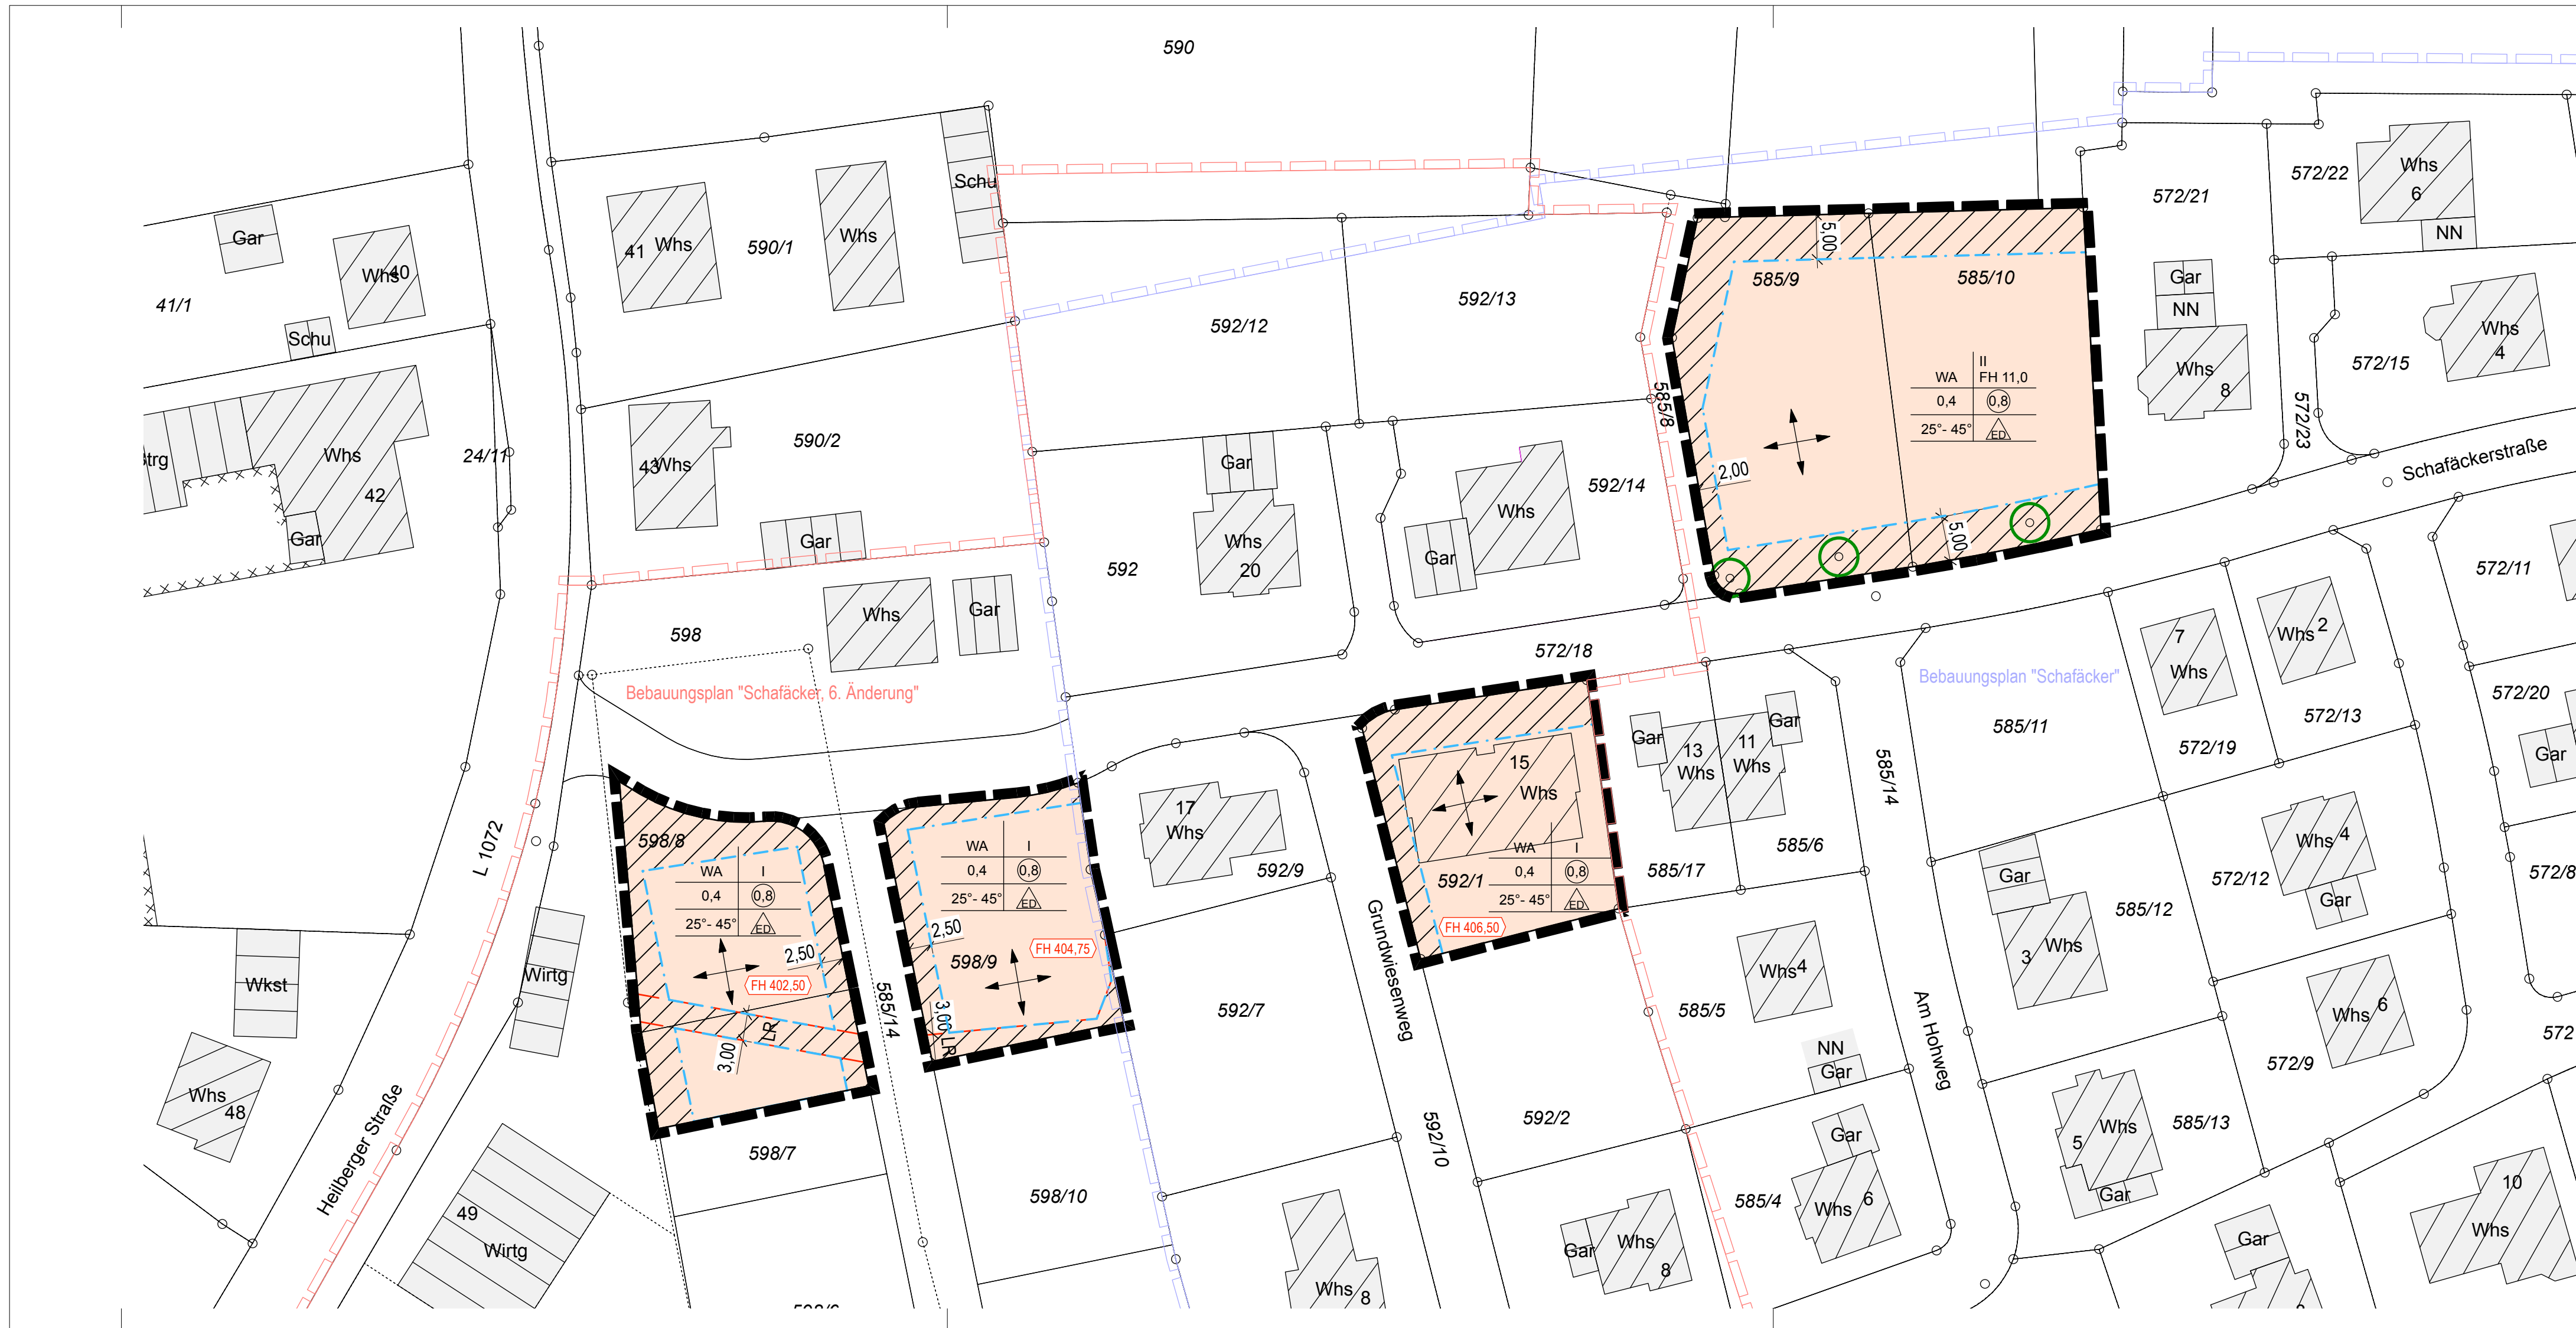 590
Schu
41
Whs
590/1
Whs
Gar
Whs
40
41/1
Schu
572/22
Whs
6
NN
572/21
Gar
NN
Whs
8
572/15
Whs
4
572/23
5,00
585/9
585/10
592/13
592/12
II
WA
FH 11,0
0,4
0,8
25°- 45°
ED
585/8
2,00
5,00
Schafäckerstraße
590/2
43
Whs
Gar
Whs
42
24/11
Gar
Gar
Whs
20
592
592/14
Whs
Gar
598
Whs
Gar
Bebauungsplan "Schafäcker, 6. Änderung"
572/18
Bebauungsplan "Schafäcker"
572/11
7
Whs
Whs
2
572/20
572/13
572/19
Gar
585/11
585/14
Gar
13
Whs
11
Whs
Gar
585/17
585/6
15
Whs
592/1
WA
I
0,4
0,8
25°- 45°
ED
FH 406,50
17
Whs
592/9
Grundwiesenweg
598/8
WA
I
0,4
0,8
25°- 45°
ED
2,50
FH 402,50
3,00
LR
WA
I
0,4
0,8
25°- 45°
ED
2,50
FH 404,75
598/9
3,00
LR
585/14
L 1072
Heilberger Straße
Wirtg
Wkst
Whs
48
49
Wirtg
598/7
598/10
592/7
592/10
592/2
Whs
4
585/5
NN
Gar
Am Hohweg
Gar
3
Whs
585/12
Whs
4
Gar
572/12
572/8
Whs
6
572/9
572
5
Whs
Gar
585/13
Gar
Whs
6
585/4
Gar
Whs
8
Whs
8
Gar
10
Whs